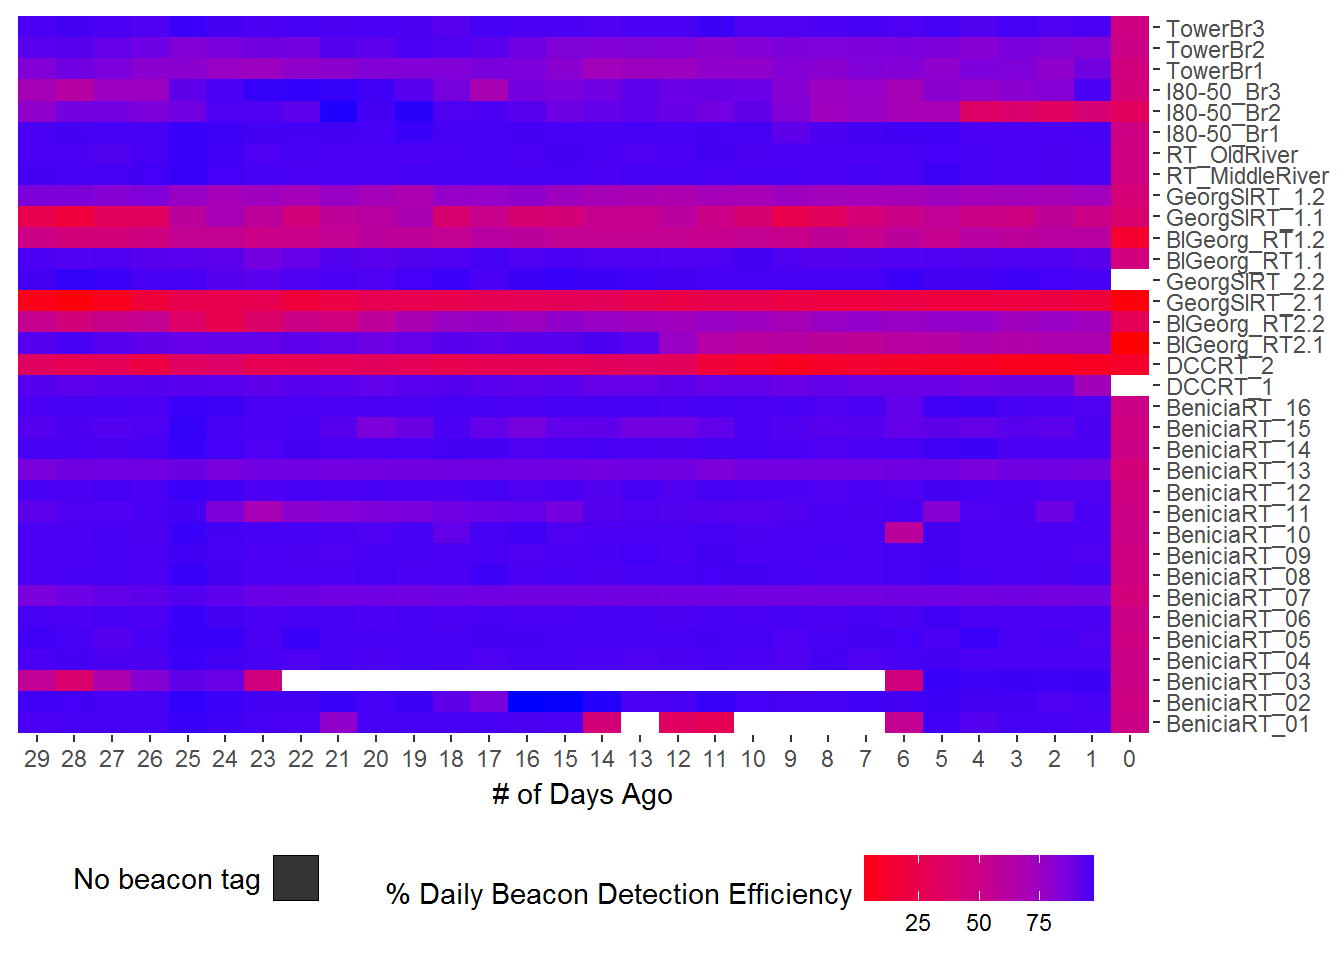 TowerBr3
TowerBr2
TowerBr1
I80-50_Br3
I80-50_Br2
I80-50_Br1
RT_OldRiver
RT_MiddleRiver
GeorgSlRT_1.2
GeorgSlRT_1.1
BlGeorg_RT1.2
BlGeorg_RT1.1
GeorgSlRT_2.2
GeorgSlRT_2.1
BlGeorg_RT2.2
BlGeorg_RT2.1
DCCRT_2
DCCRT_1
BeniciaRT_16
BeniciaRT_15
BeniciaRT_14
BeniciaRT_13
BeniciaRT_12
BeniciaRT_11
BeniciaRT_10
BeniciaRT_09
BeniciaRT_08
BeniciaRT_07
BeniciaRT_06
BeniciaRT_05
BeniciaRT_04
BeniciaRT_03
BeniciaRT_02
BeniciaRT_01
29 28 27 26 25 24 23 22 21 20 19 18 17 16 15 14 13 12 11 10 9 8 7 6 5 4 3 2 1 0
# of Days Ago
No beacon tag
% Daily Beacon Detection Efficiency
25 50 75